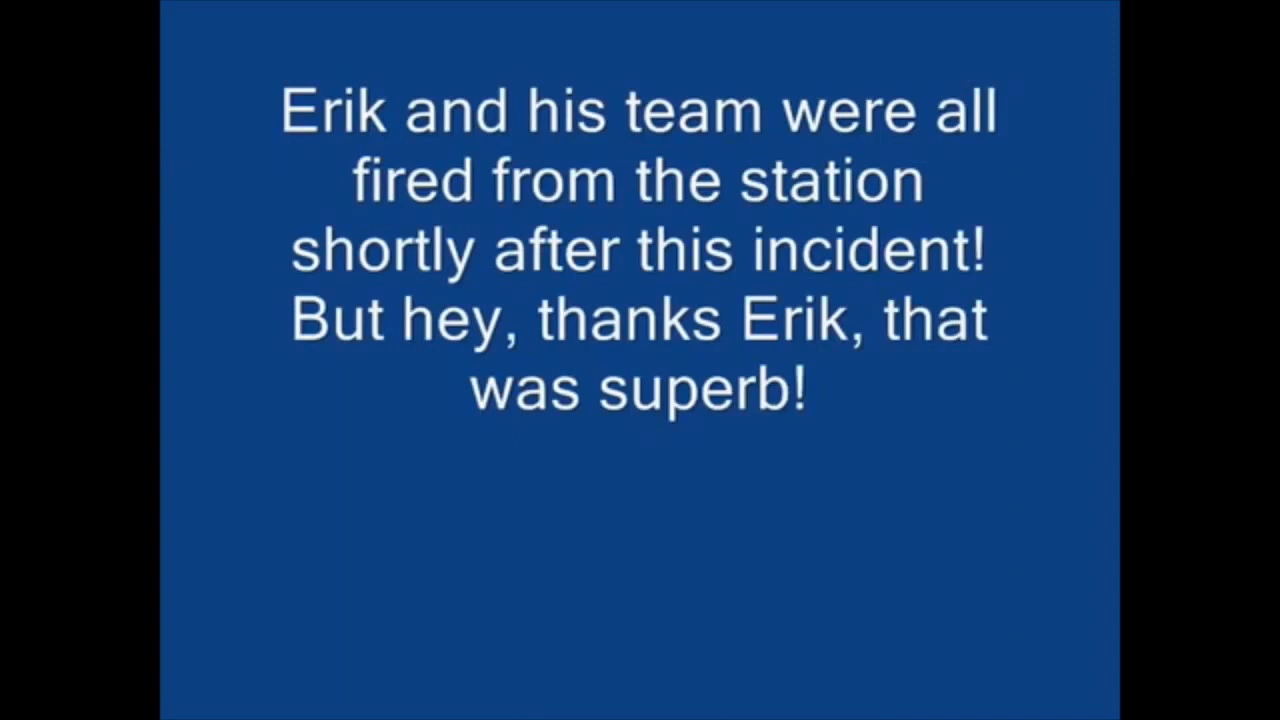 Erik and his team were all
fired from the station
shortly after this incident!
But hey, thanks Erik, that
was superb!